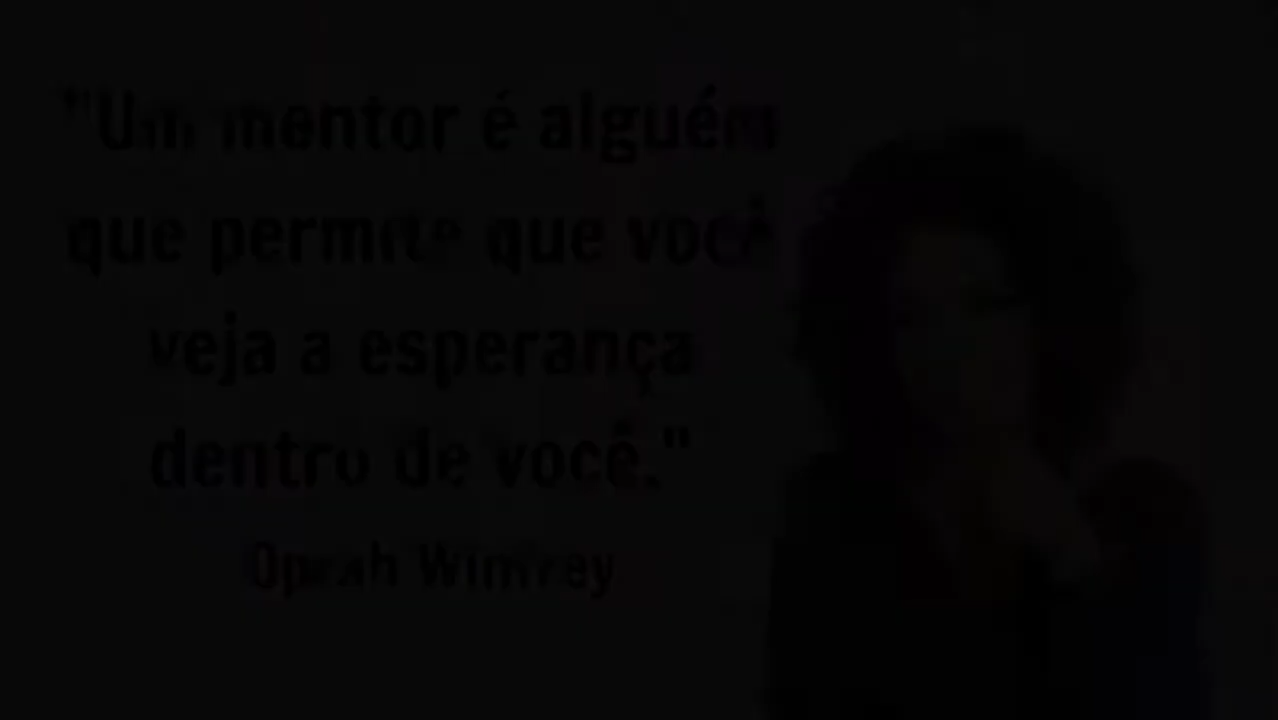 "Um mentor é alguém
que permite que você
veja a esperança
dentro de você."
Oprah Winfrey